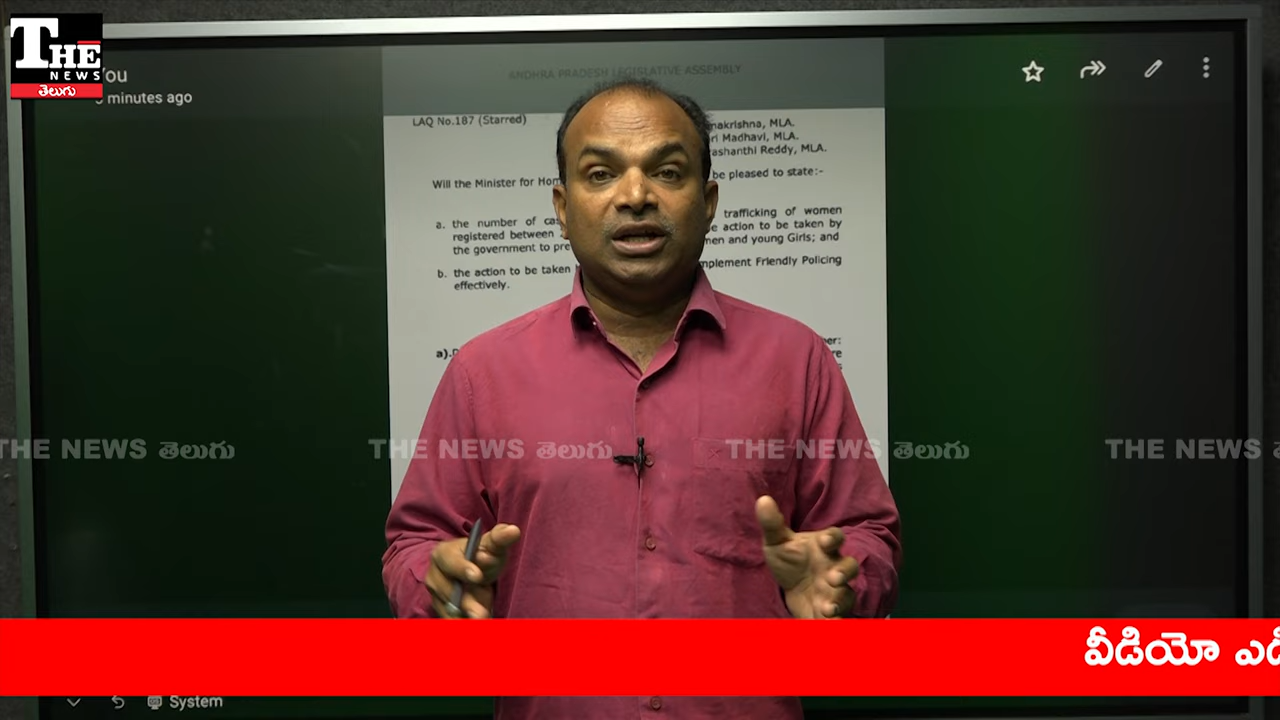 THE
NEWS
తెలుగు
You
minutes ago
ANDHRA PRADESH LEGISLATIVE ASSEMBLY
LAQ No.187 (Starred)
makrishna, MLA.
ri Madhavi, MLA.
rashanthi Reddy, MLA.
Will the Minister for Hom be pleased to state:-
a. the number of cas trafficking of women
registered between e action to be taken by
the government to pre men and young Girls; and
b. the action to be taken mplement Friendly Policing
effectively.
a).
THE NEWS తెలుగు THE NEWS తెలుగు THE NEWS తెలుగు THE NEWS
వీడియో ఎడి
System